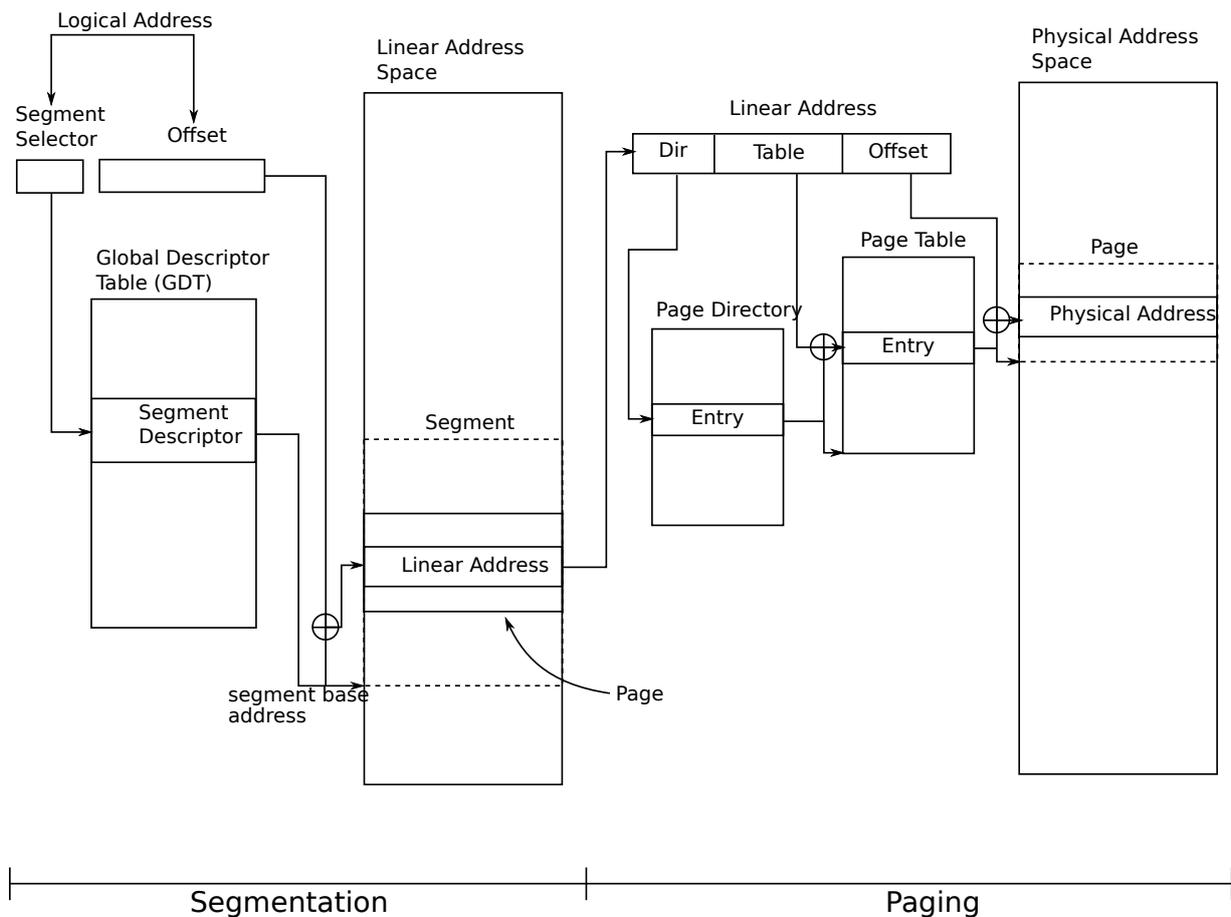 Logical Address
Segment
Selector
Offset
Global Descriptor
Table (GDT)
Segment
Descriptor
segment base
address
Linear Address
Space
Segment
Linear Address
Page
Linear Address
Dir
Table
Offset
Page Directory
Entry
Page Table
Entry
Physical Address
Space
Page
Physical Address
Segmentation
Paging